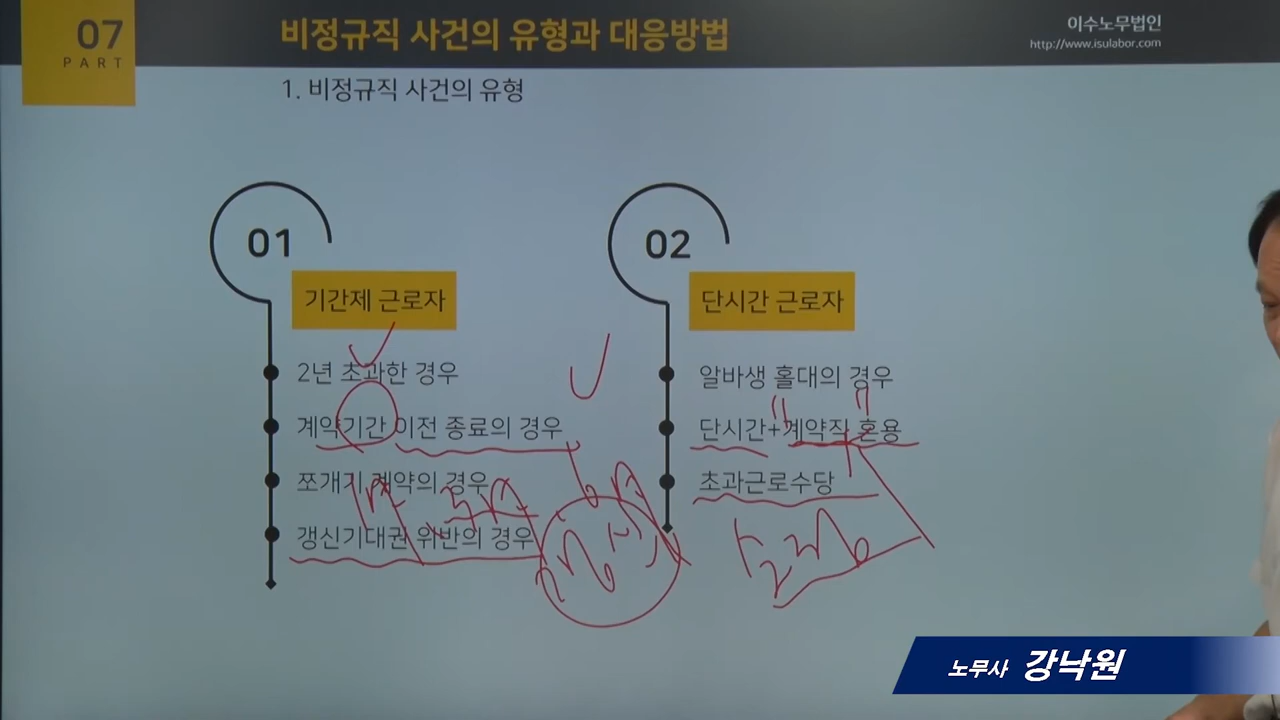 07
PART
비정규직 사건의 유형과 대응방법
이수노무법인
http://www.isulabor.com
1. 비정규직 사건의 유형
01
기간제 근로자
2년 초과한 경우
계약기간 이전 종료의 경우
쪼개기 계약의 경우
갱신기대권 위반의 경우
02
단시간 근로자
알바생 홀대의 경우
단시간+계약직 혼용
초과근로수당
노무사 강낙원